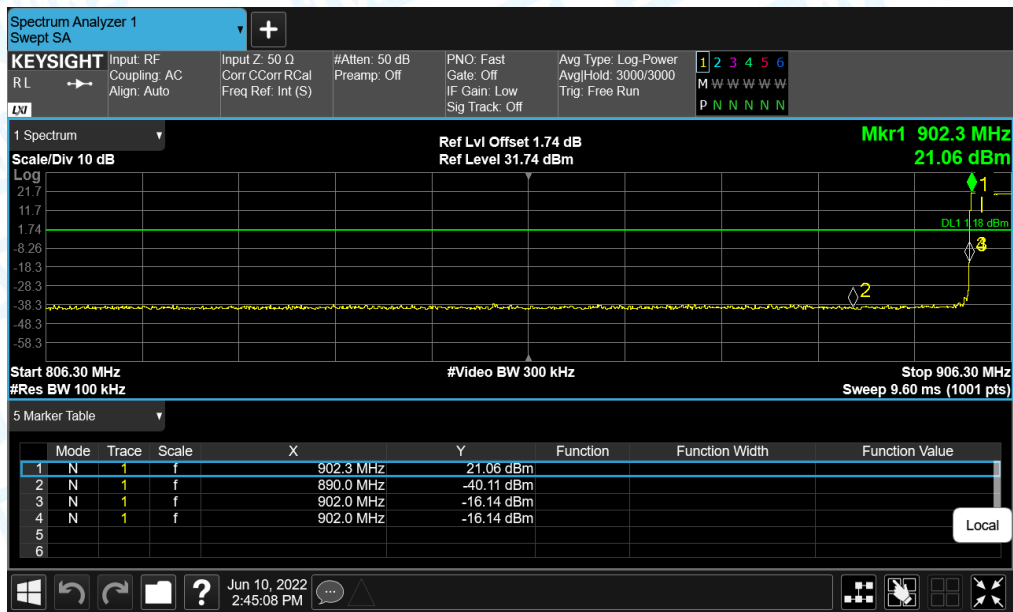 Spectrum Analyzer 1
Swept SA
+
KEYSIGHT Input: RF Input Z: 50 Ω #Atten: 50 dB PNO: Fast Avg Type: Log-Power 1 2 3 4 5 6
R L Coupling: AC Corr CCorr RCal Preamp: Off Gate: Off Avg|Hold: 3000/3000 M W W W W W
Align: Auto Freq Ref: Int (S) IF Gain: Low Trig: Free Run
LXI Sig Track: Off P N N N N N
1 Spectrum
Ref Lvl Offset 1.74 dB Mkr1 902.3 MHz
Scale/Div 10 dB Ref Level 31.74 dBm 21.06 dBm
Log
21.7
11.7
1.74
-8.26
-18.3
-28.3
-38.3
-48.3
-58.3
1
DL1 1.18 dBm
2
Start 806.30 MHz #Video BW 300 kHz Stop 906.30 MHz
#Res BW 100 kHz Sweep 9.60 ms (1001 pts)
5 Marker Table
Mode Trace Scale X Y Function Function Width Function Value
1 N 1 f 902.3 MHz 21.06 dBm
2 N 1 f 890.0 MHz -40.11 dBm
3 N 1 f 902.0 MHz -16.14 dBm
4 N 1 f 902.0 MHz -16.14 dBm
5
6
Local
? Jun 10, 2022
2:45:08 PM